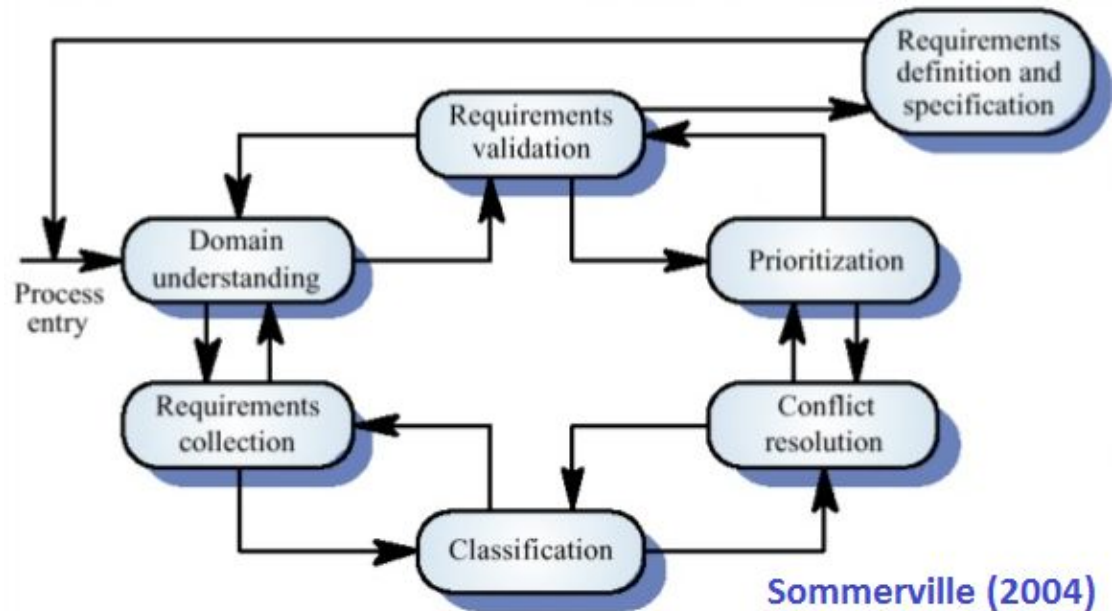 Requirements
definition and
specification
Requirements
validation
Domain
understanding
Prioritization
Process
entry
Requirements
collection
Conflict
resolution
Classification
Sommerville (2004)